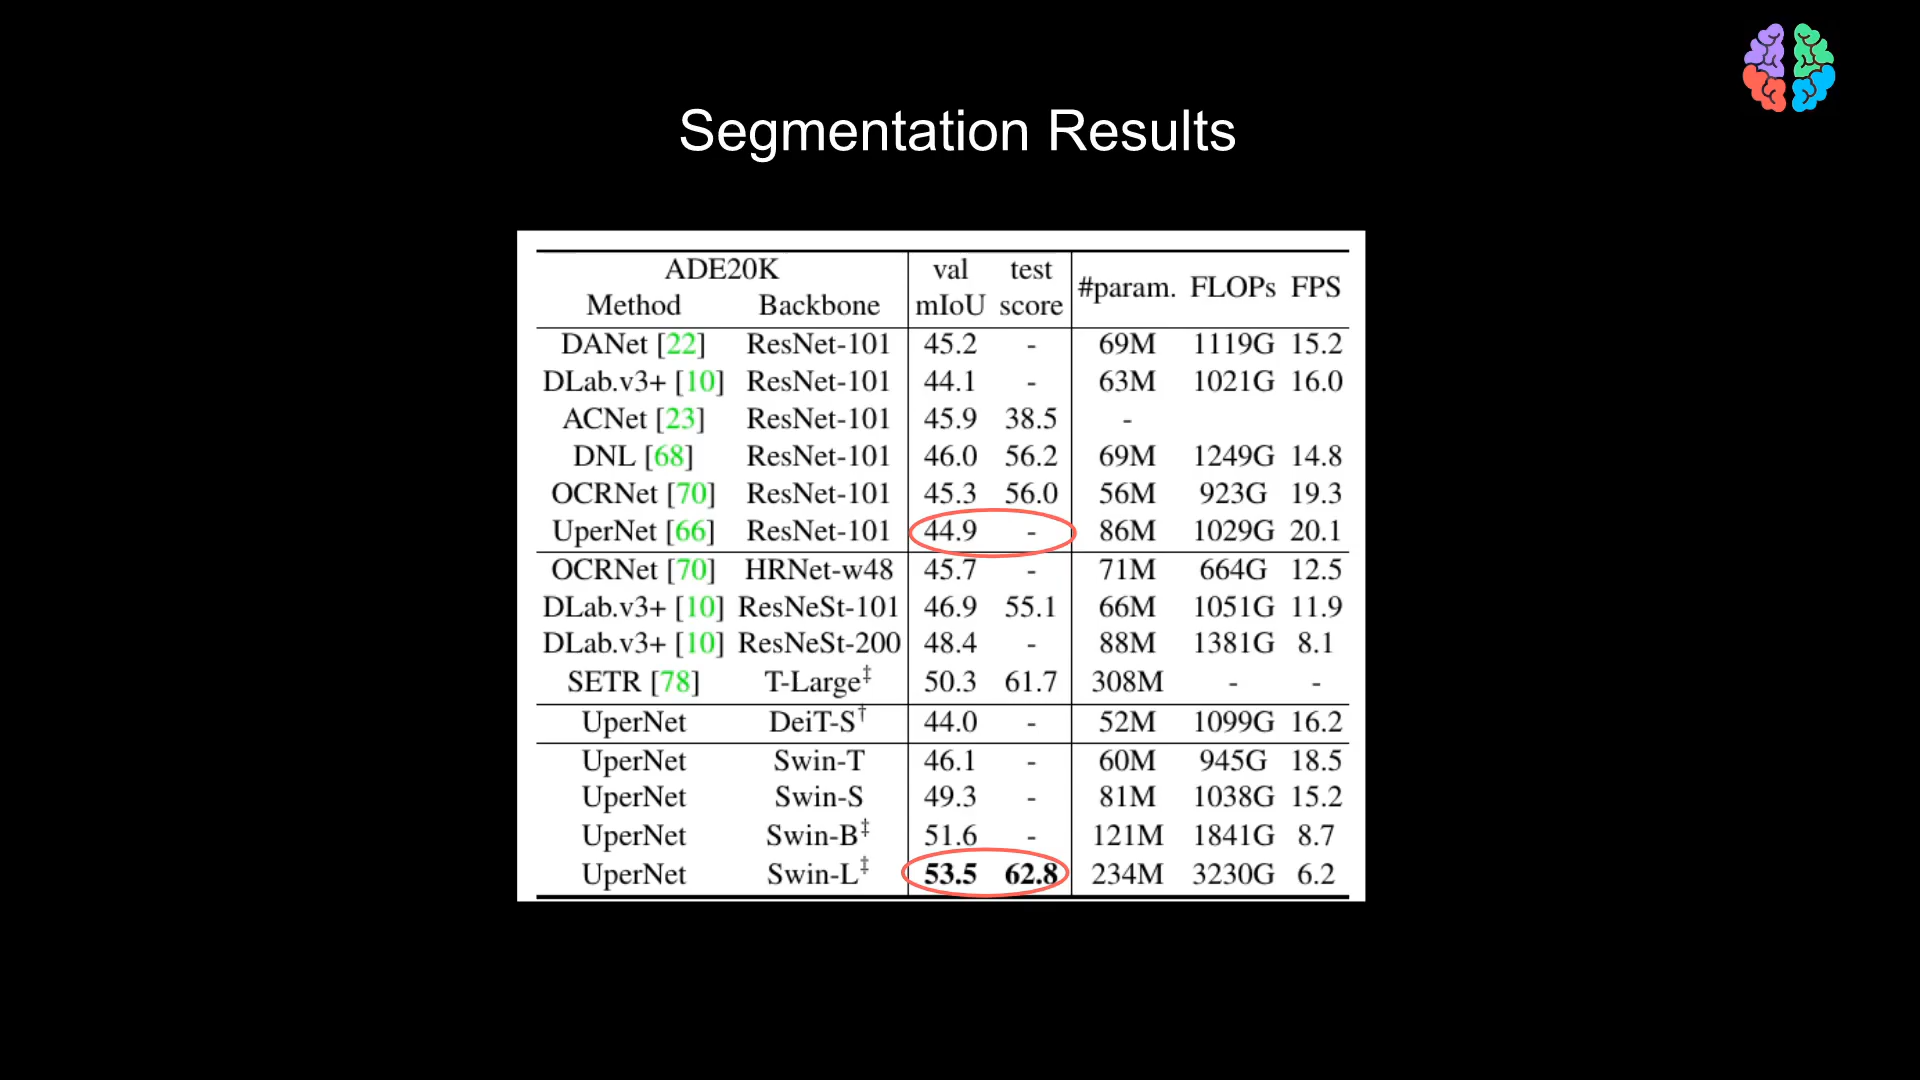 Segmentation Results
ADE20K val test #param. FLOPs FPS
Method Backbone mIoU score
DANet [22] ResNet-101 45.2 - 69M 1119G 15.2
DLab.v3+ [10] ResNet-101 44.1 - 63M 1021G 16.0
ACNet [23] ResNet-101 45.9 38.5 -
DNL [68] ResNet-101 46.0 56.2 69M 1249G 14.8
OCRNet [70] ResNet-101 45.3 56.0 56M 923G 19.3
UperNet [66] ResNet-101 44.9 - 86M 1029G 20.1
OCRNet [70] HRNet-w48 45.7 - 71M 664G 12.5
DLab.v3+ [10] ResNeSt-101 46.9 55.1 66M 1051G 11.9
DLab.v3+ [10] ResNeSt-200 48.4 - 88M 1381G 8.1
SETR [78] T-Large‡ 50.3 61.7 308M - -
UperNet DeiT-S† 44.0 - 52M 1099G 16.2
UperNet Swin-T 46.1 - 60M 945G 18.5
UperNet Swin-S 49.3 - 81M 1038G 15.2
UperNet Swin-B‡ 51.6 - 121M 1841G 8.7
UperNet Swin-L‡ 53.5 62.8 234M 3230G 6.2